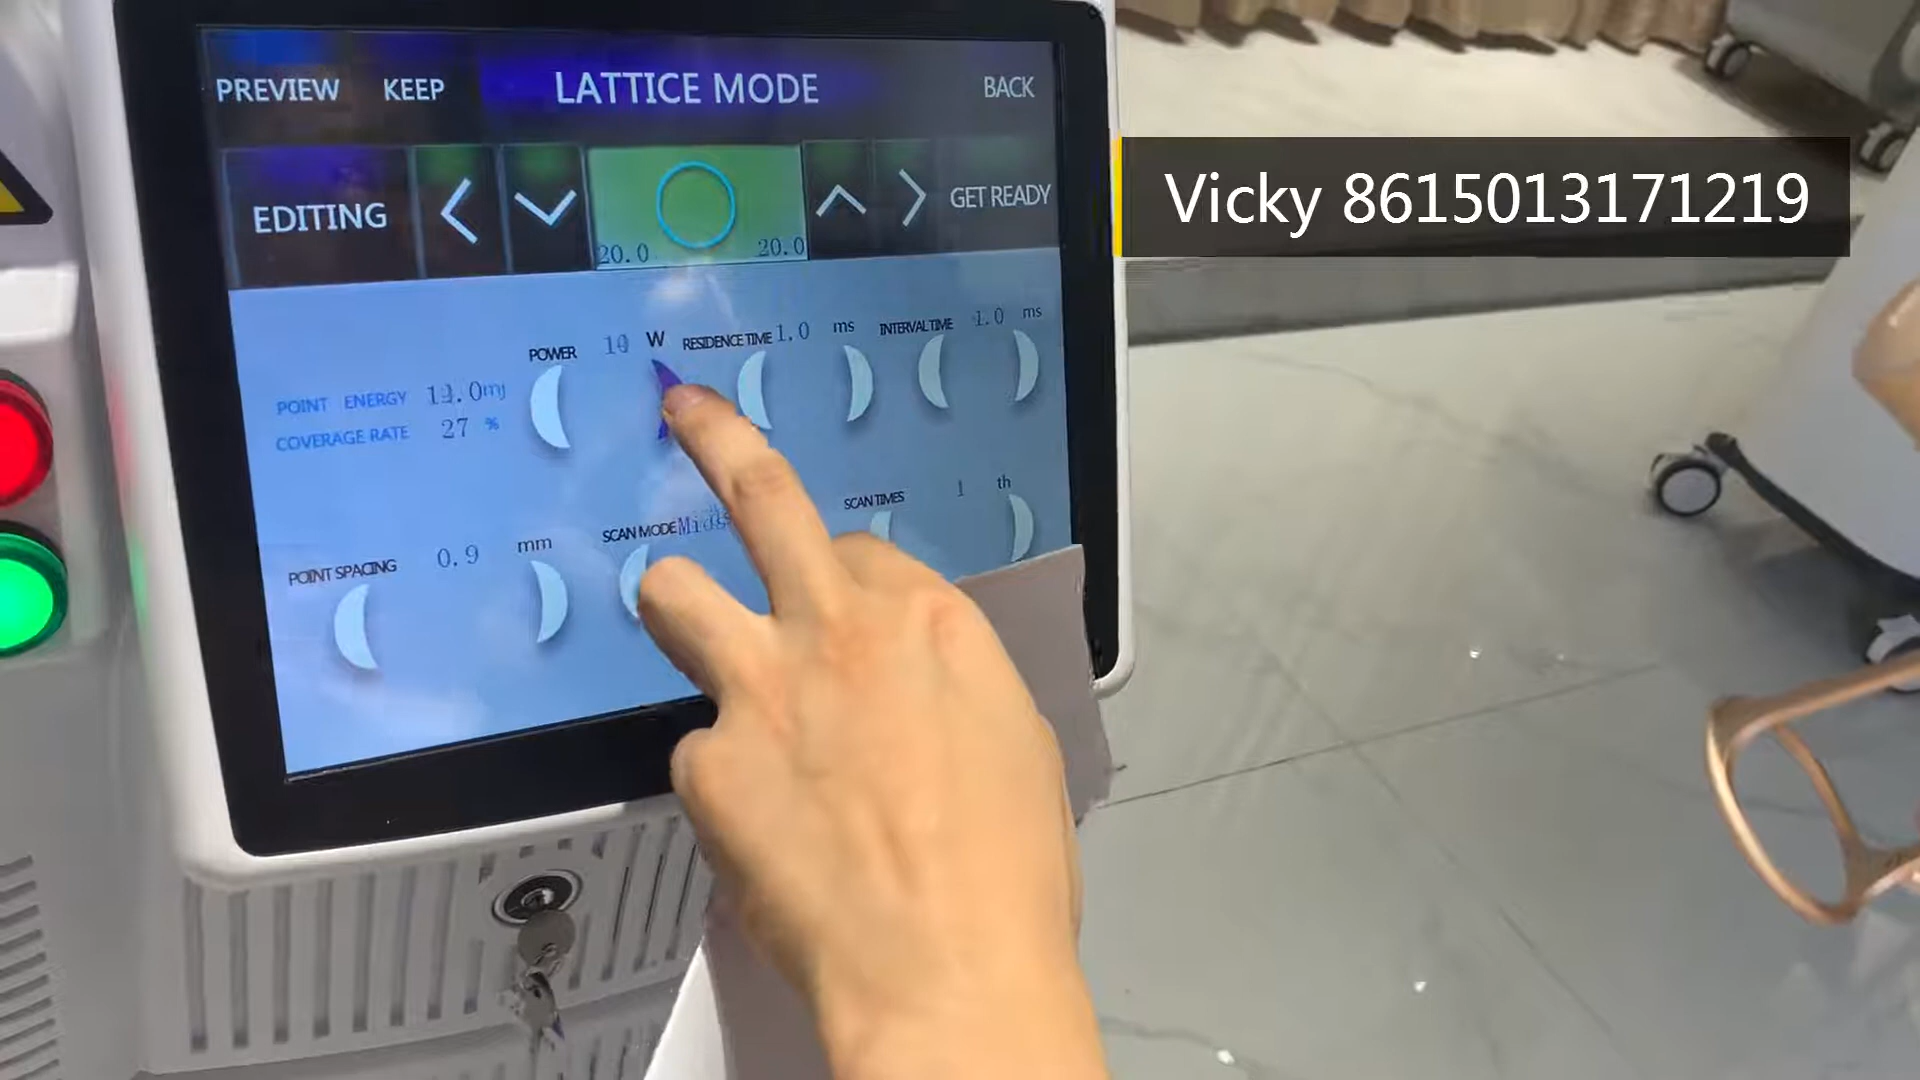 PREVIEW KEEP LATTICE MODE BACK
Vicky 8615013171219
EDITING GET READY
20.0 20.0
POWER W RESIDENCE TIME 1.0 ms INTERVAL TIME 1.0 ms
POINT ENERGY mj
COVERAGE RATE 27 %
SCAN TIMES 1 th
POINT SPACING 0.9 mm SCAN MODE